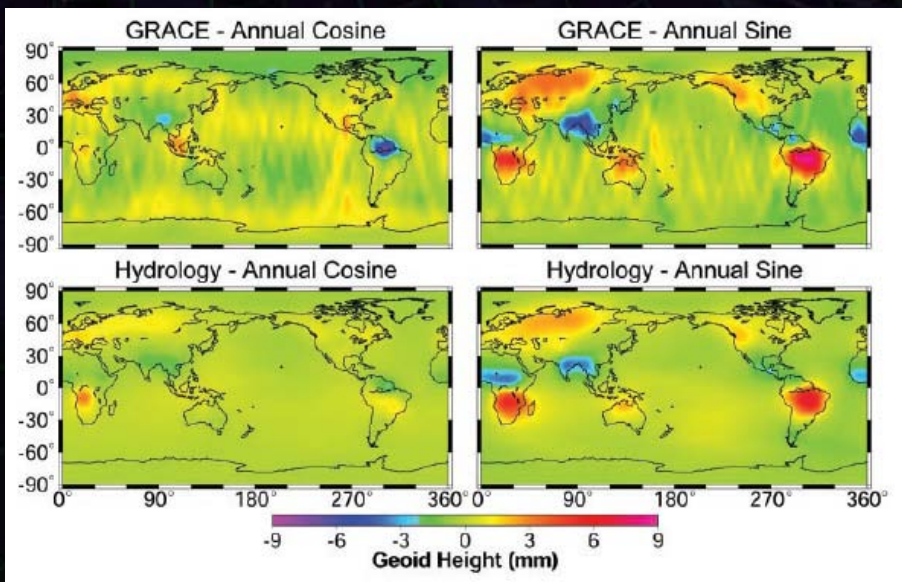 GRACE - Annual Cosine
GRACE - Annual Sine
90°
60°
30°
0°
-30°
-60°
-90°
Hydrology - Annual Cosine
Hydrology - Annual Sine
90°
60°
30°
0°
-30°
-60°
-90°
0° 90° 180° 270° 360° 0° 90° 180° 270° 360°
-9 -6 -3 0 3 6 9
Geoid Height (mm)